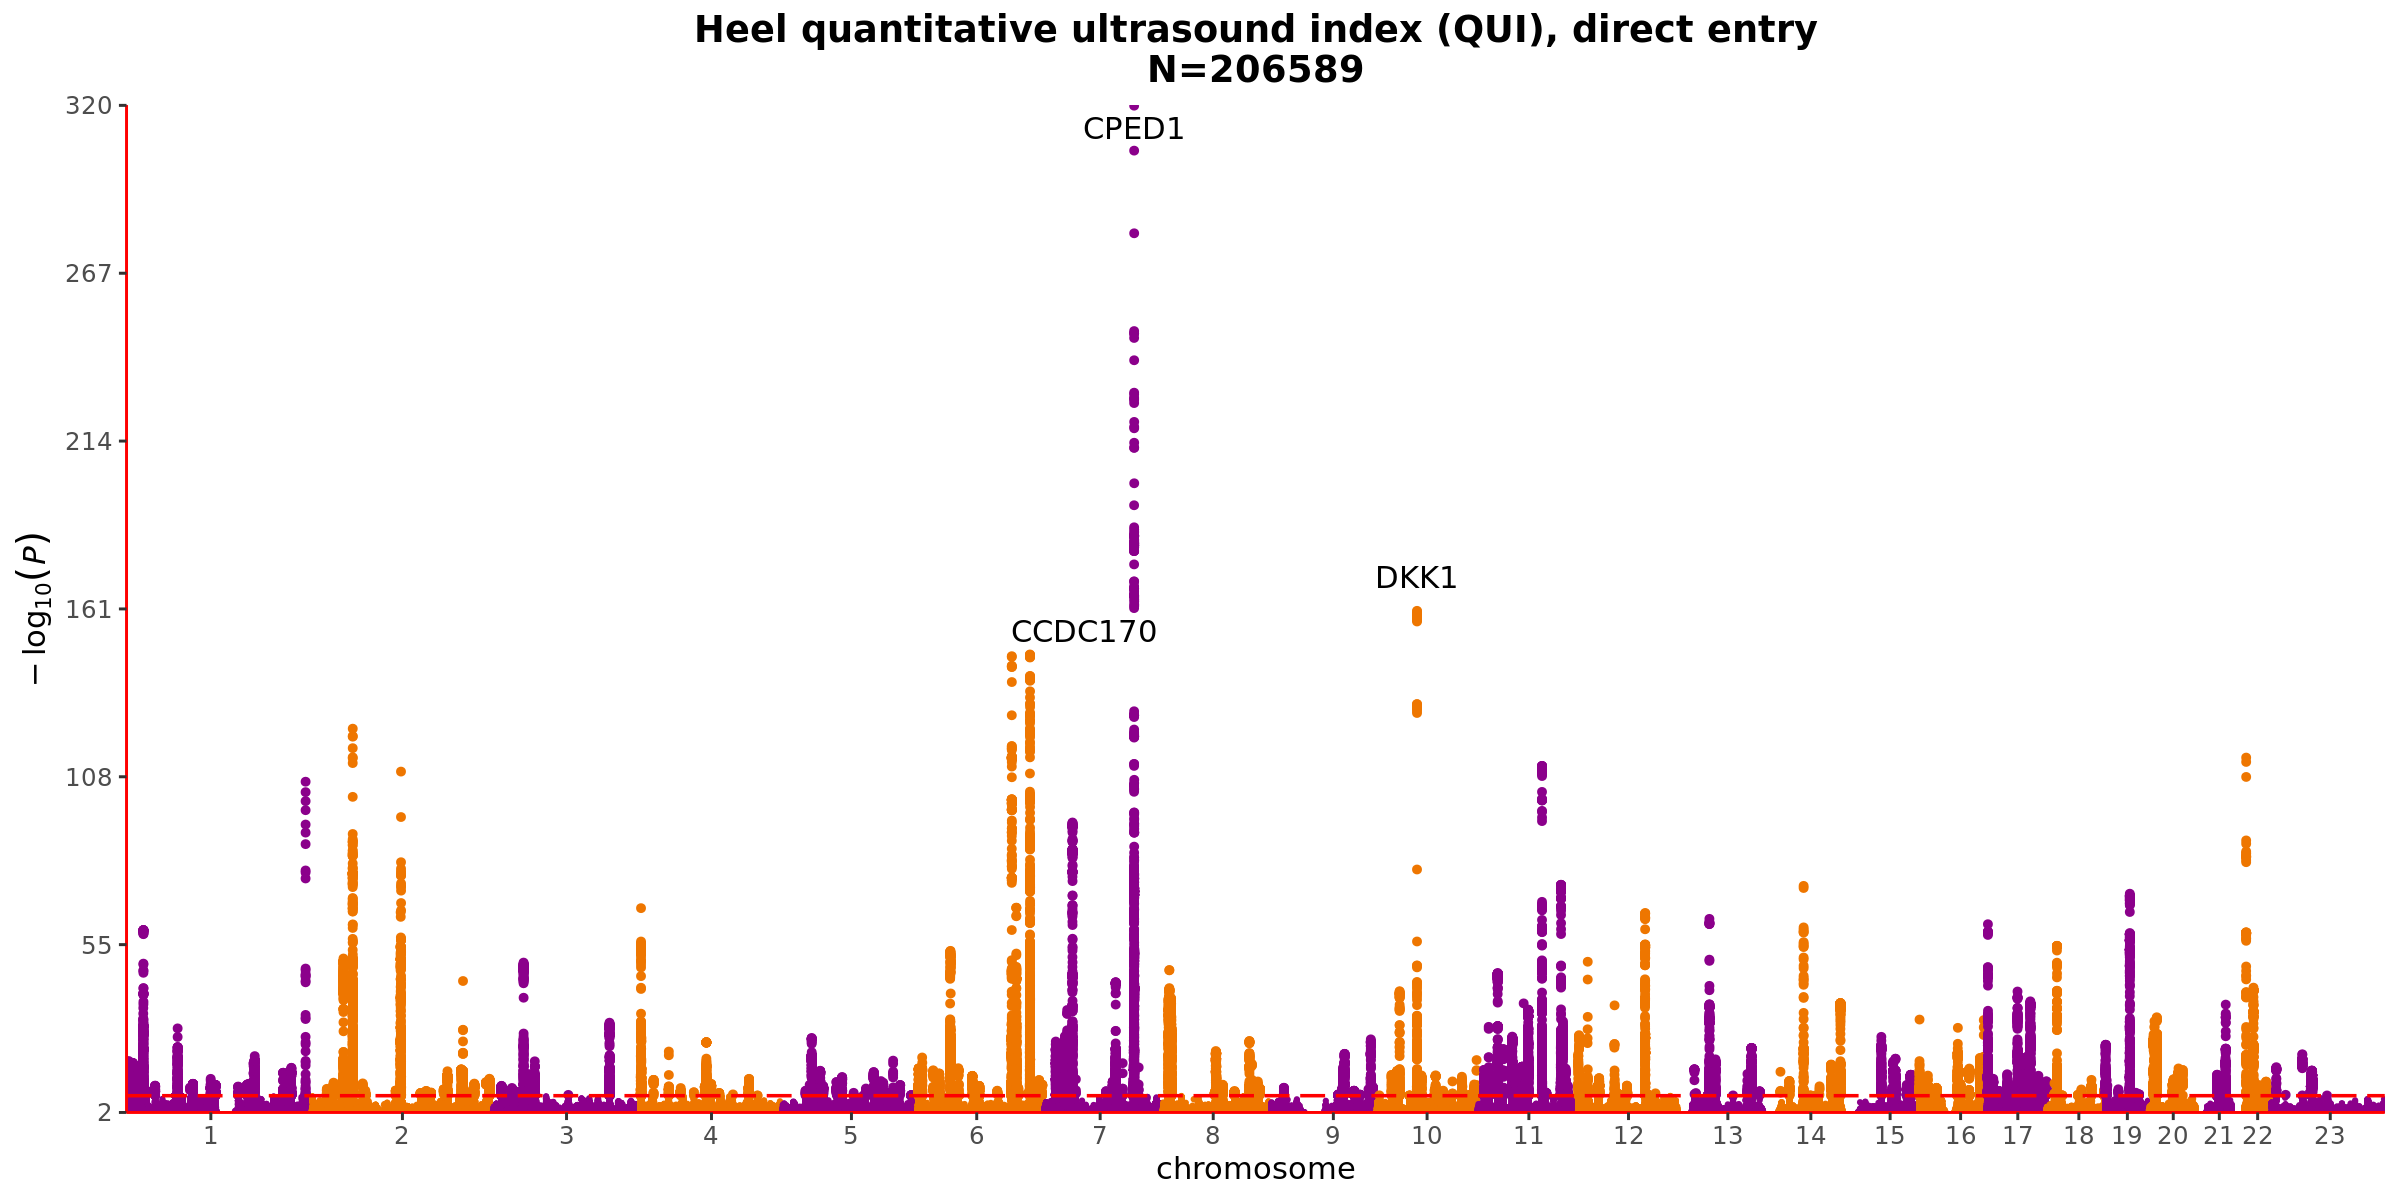 Heel quantitative ultrasound index (QUI), direct entry
N=206589
320
267
214
161
108
55
2
−log10(P)
CPED1
DKK1
CCDC170
1 2 3 4 5 6 7 8 9 10 11 12 13 14 15 16 17 18 19 20 21 22 23
chromosome